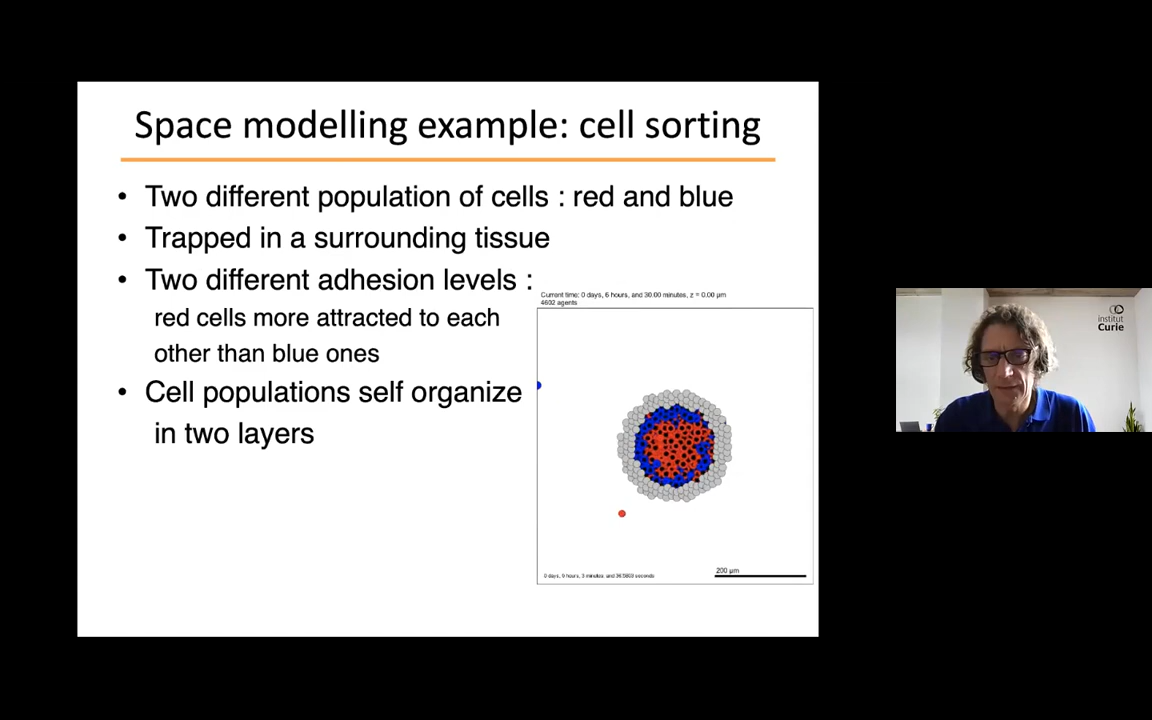 Space modelling example: cell sorting
• Two different population of cells : red and blue
• Trapped in a surrounding tissue
• Two different adhesion levels :
red cells more attracted to each
other than blue ones
• Cell populations self organize
in two layers
Current time: 0 days, 6 hours, and 30.00 minutes, z = 0.00 μm
4692 agents
200 μm
institut
Curie